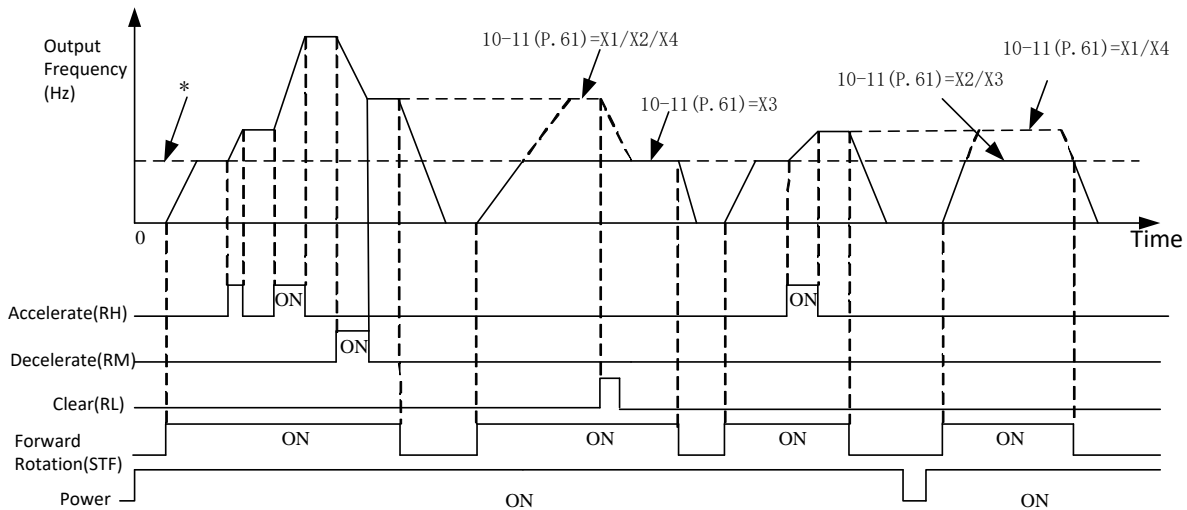 Output
Frequency
(Hz)
*
10-11(P.61)=X1/X2/X4
10-11(P.61)=X3
10-11(P.61)=X2/X3
10-11(P.61)=X1/X4
0
Time
Accelerate(RH)
ON
ON
Decelerate(RM)
ON
Clear(RL)
Forward
Rotation(STF)
ON
ON
ON
ON
Power
ON
ON